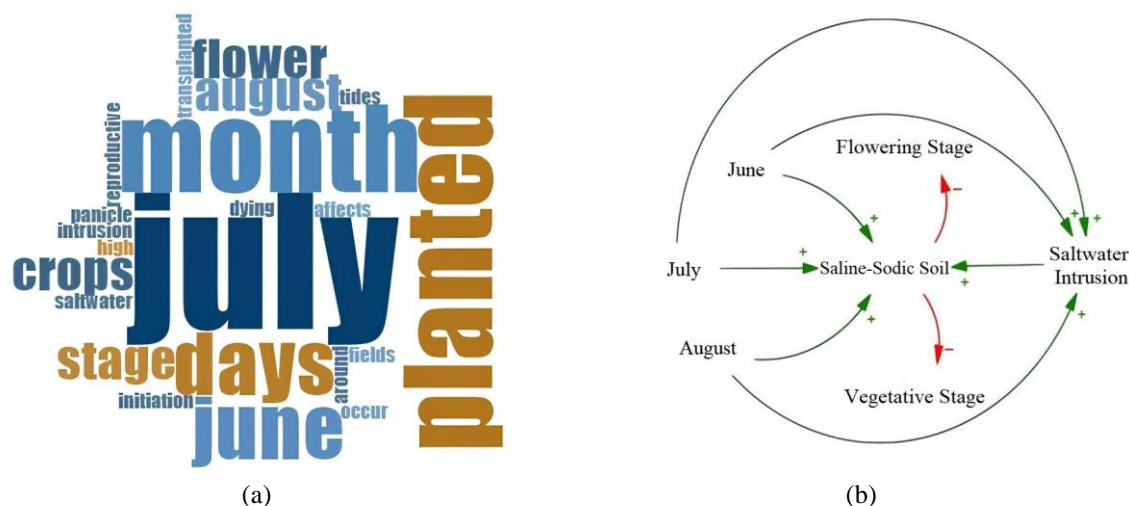 transplanted
flower
august
tides
month
planted
reproductive
july
dying
affects
panicle
intrusion
high
crops
saltwater
stage
days
around
fields
initiation
june
occur
(a)
Flowering Stage
June
+
−
+
+
+
July
Saline-Sodic Soil
+
Saltwater
Intrusion
August
+
−
+
Vegetative Stage
(b)